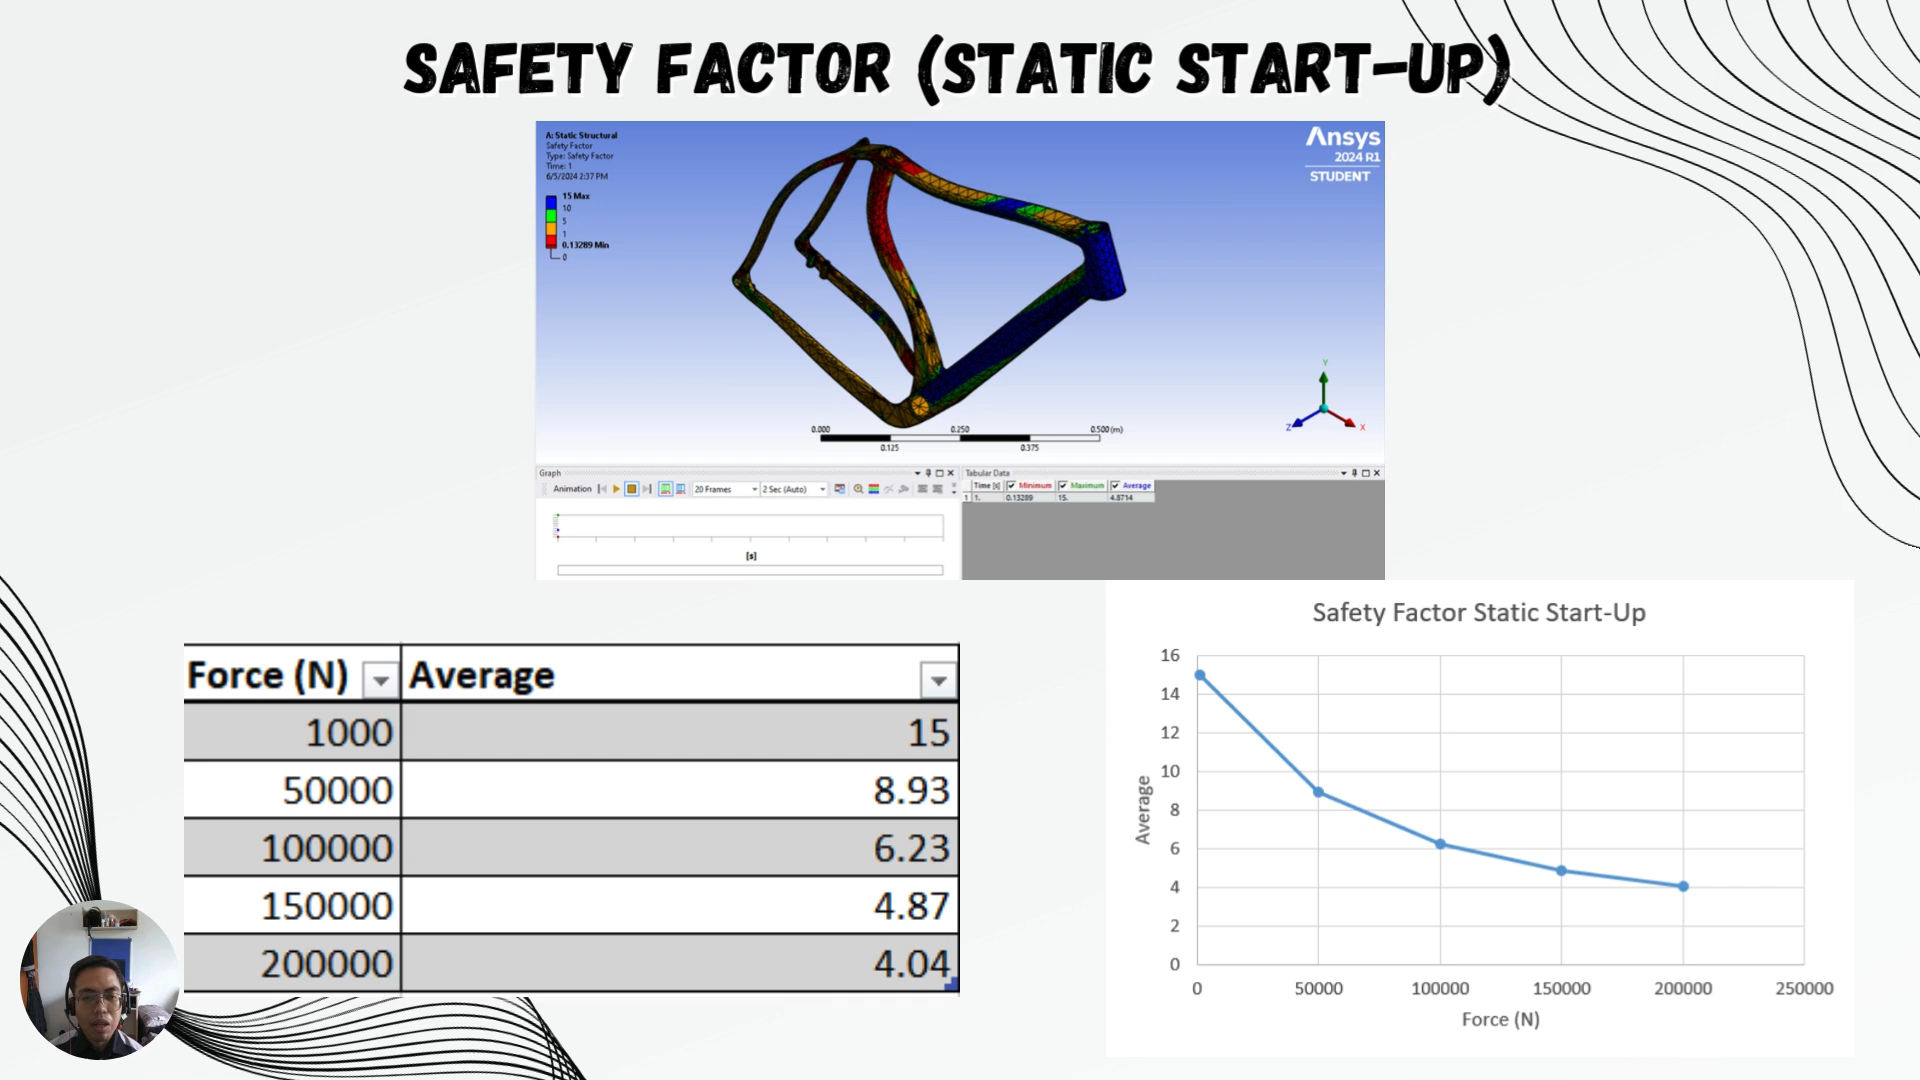 SAFETY FACTOR (STATIC START-UP)
A: Static Structural
Safety Factor
Type: Safety Factor
Time: 1
6/5/2024 2:37 PM
15 Max
10
5
1
0.13289 Min
0
Ansys
2024 R1
STUDENT
Y
Z
X
0.000
0.250
0.500 (m)
0.125
0.375
Graph
Animation
20 Frames
2 Sec (Auto)
[s]
Tabular Data
Time [s] Minimum Maximum Average
1 1. 0.13289 15. 4.8714
Force (N) Average
1000 15
50000 8.93
100000 6.23
150000 4.87
200000 4.04
Safety Factor Static Start-Up
16
14
12
10
8
6
4
2
0
Average
0 50000 100000 150000 200000 250000
Force (N)